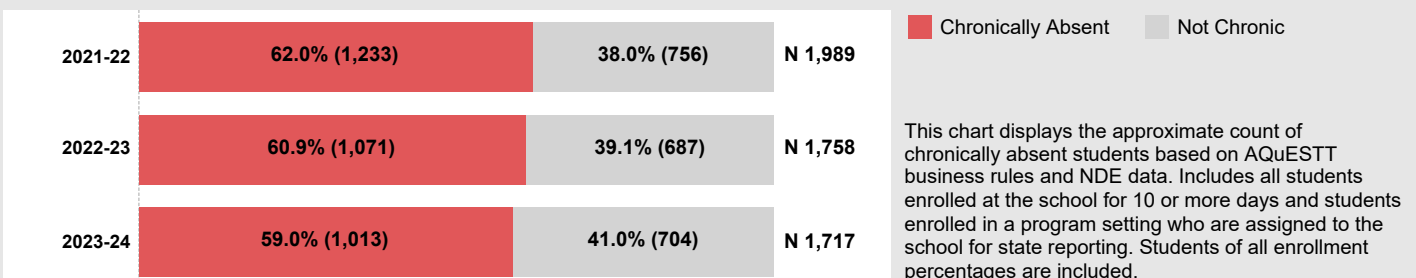 2021-22 62.0% (1,233) 38.0% (756) N 1,989
2022-23 60.9% (1,071) 39.1% (687) N 1,758
2023-24 59.0% (1,013) 41.0% (704) N 1,717
Chronically Absent Not Chronic
This chart displays the approximate count of
chronically absent students based on AQuESTT
business rules and NDE data. Includes all students
enrolled at the school for 10 or more days and students
enrolled in a program setting who are assigned to the
school for state reporting. Students of all enrollment
percentages are included.